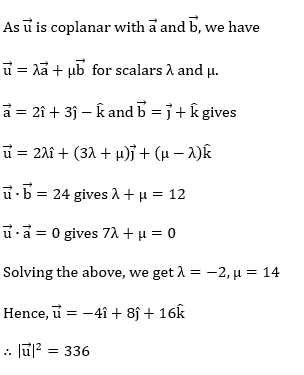 As u⃗ is coplanar with a⃗ and b⃗, we have
u⃗ = λa⃗ + μb⃗ for scalars λ and μ.
a⃗ = 2î + 3ĵ − k̂ and b⃗ = j⃗ + k̂ gives
u⃗ = 2λî + (3λ + μ)j⃗ + (μ − λ)k̂
u⃗ · b⃗ = 24 gives λ + μ = 12
u⃗ · a⃗ = 0 gives 7λ + μ = 0
Solving the above, we get λ = −2, μ = 14
Hence, u⃗ = −4î + 8ĵ + 16k̂
∴ |u⃗|² = 336